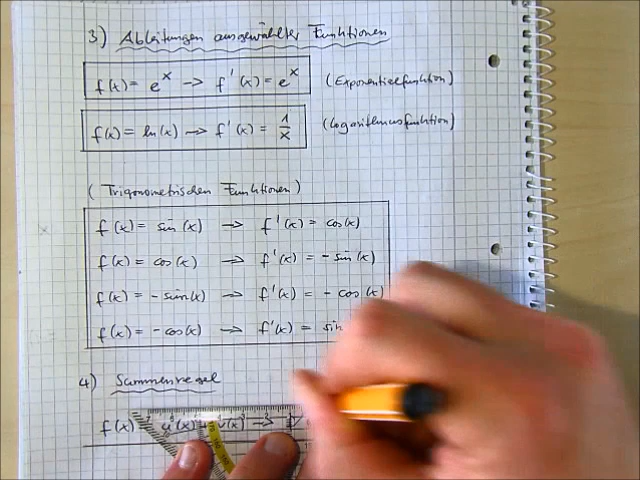 3) Ableitungen ausgewählter Funktionen
f(x) = e^x → f'(x) = e^x (Exponentialfunktion)
f(x) = ln(x) → f'(x) = 1/x (Logarithmusfunktion)
(Trigonometrischen Funktionen)
f(x) = sin(x) → f'(x) = cos(x)
f(x) = cos(x) → f'(x) = -sin(x)
f(x) = -sin(x) → f'(x) = -cos(x)
f(x) = -cos(x) → f'(x) = sin
4) Summenregel
f(x) u(x) + v(x) →